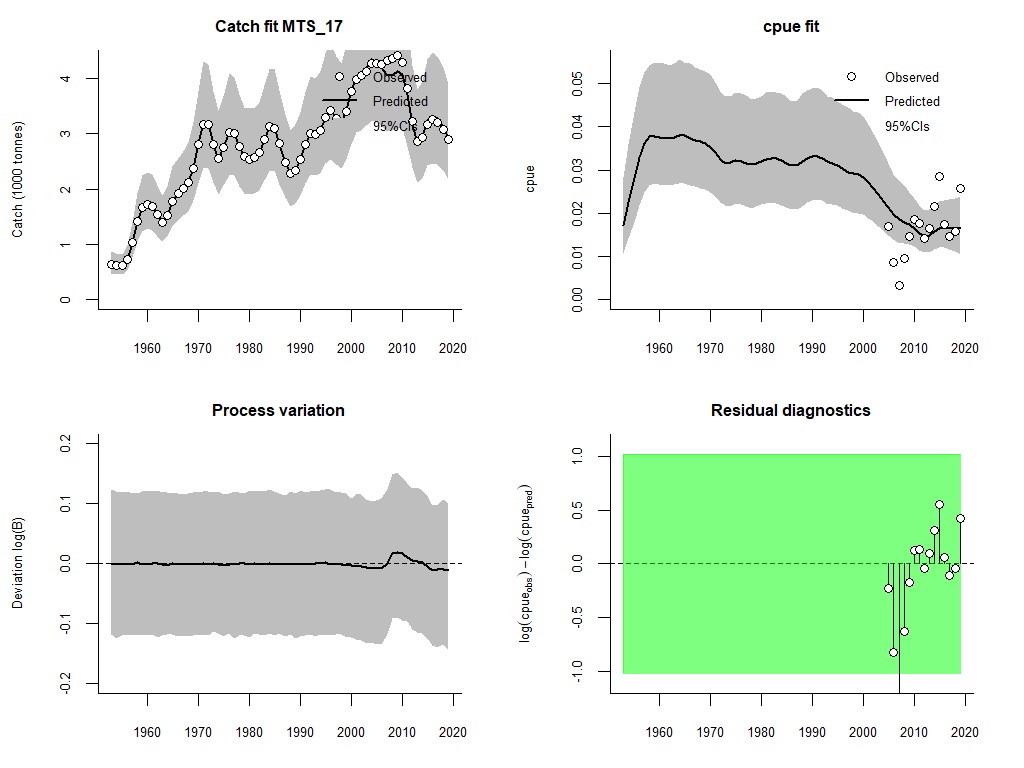 Catch fit MTS_17
Catch (1000 tonnes)
4
3
2
1
0
Observed
Predicted
95%CIs
1960 1970 1980 1990 2000 2010 2020
cpue fit
cpue
0.05
0.04
0.03
0.02
0.01
0.00
Observed
Predicted
95%CIs
1960 1970 1980 1990 2000 2010 2020
Process variation
Deviation log(B)
0.2
0.1
0.0
-0.1
-0.2
1960 1970 1980 1990 2000 2010 2020
Residual diagnostics
log(cpueobs) − log(cpuepred)
1.0
0.5
0.0
-0.5
-1.0
1960 1970 1980 1990 2000 2010 2020